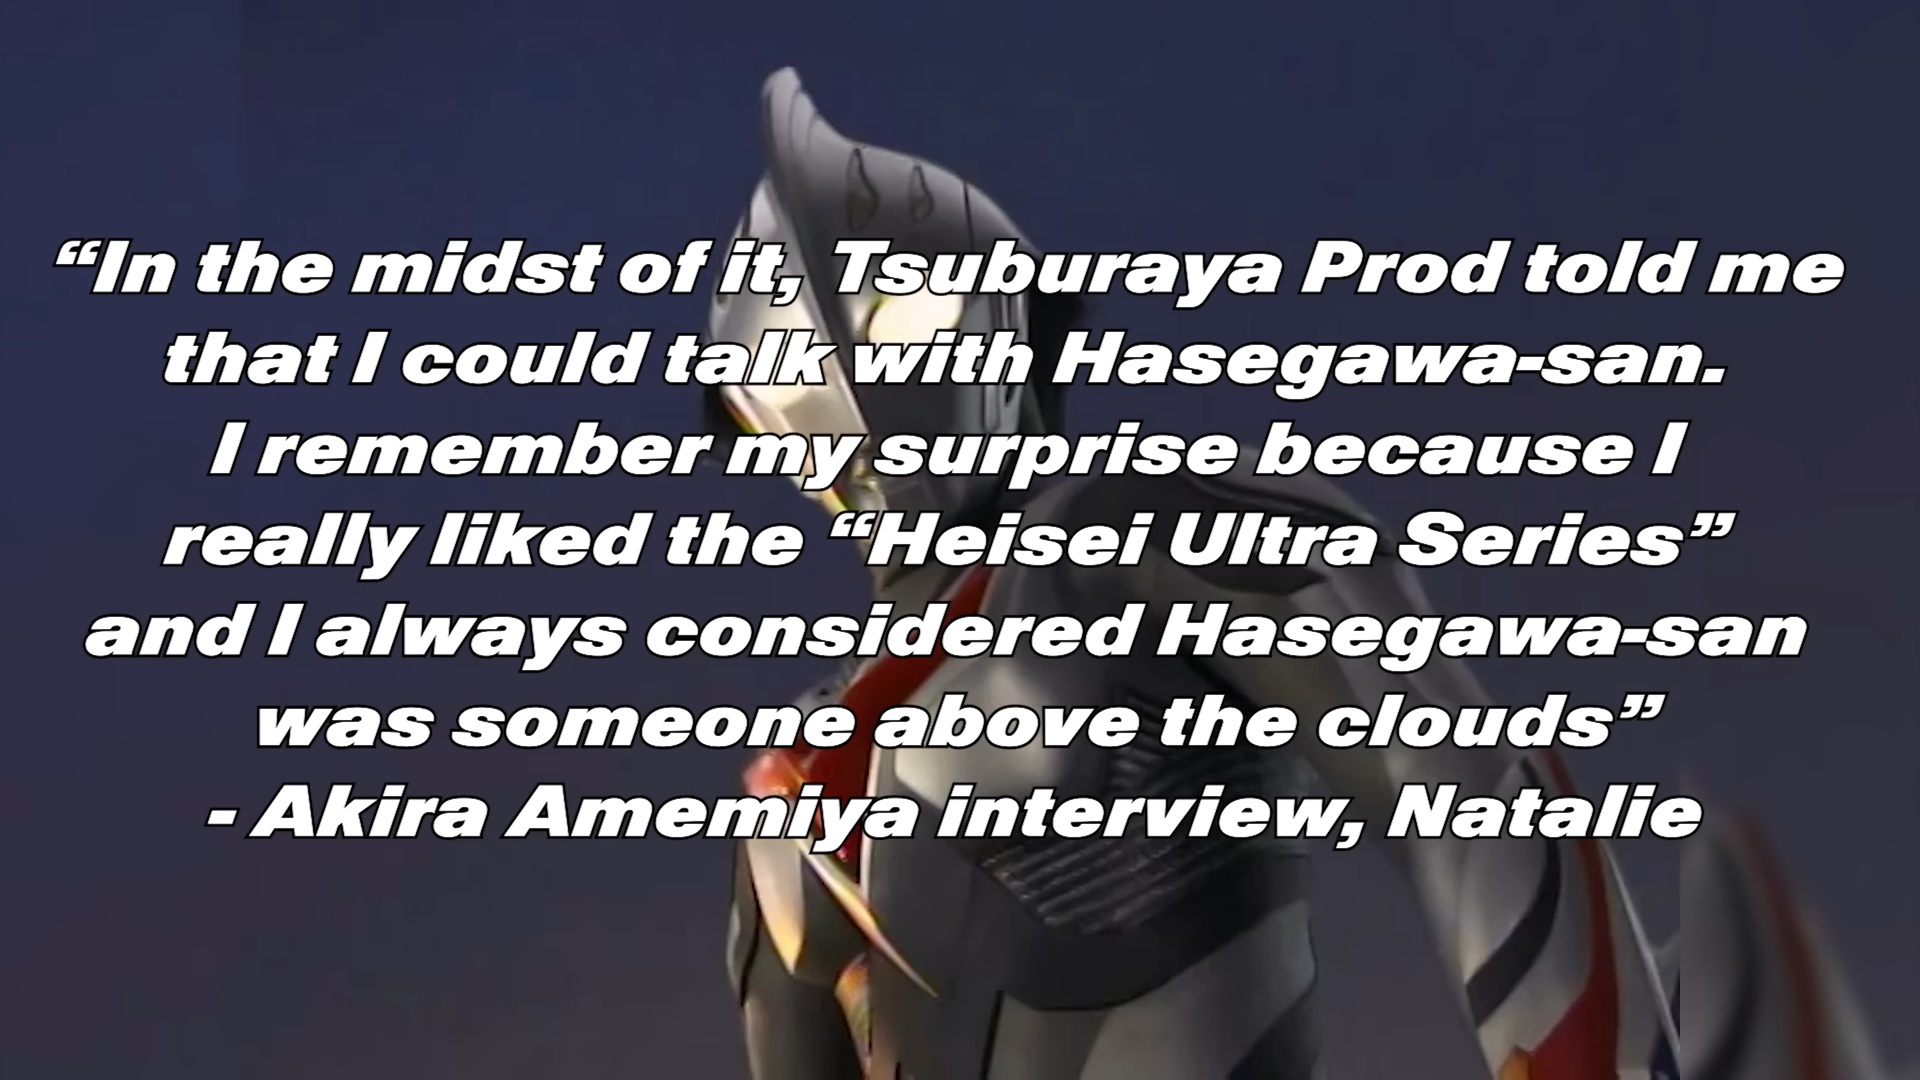 “In the midst of it, Tsuburaya Prod told me
that I could talk with Hasegawa-san.
I remember my surprise because I
really liked the “Heisei Ultra Series”
and I always considered Hasegawa-san
was someone above the clouds”
- Akira Amemiya interview, Natalie